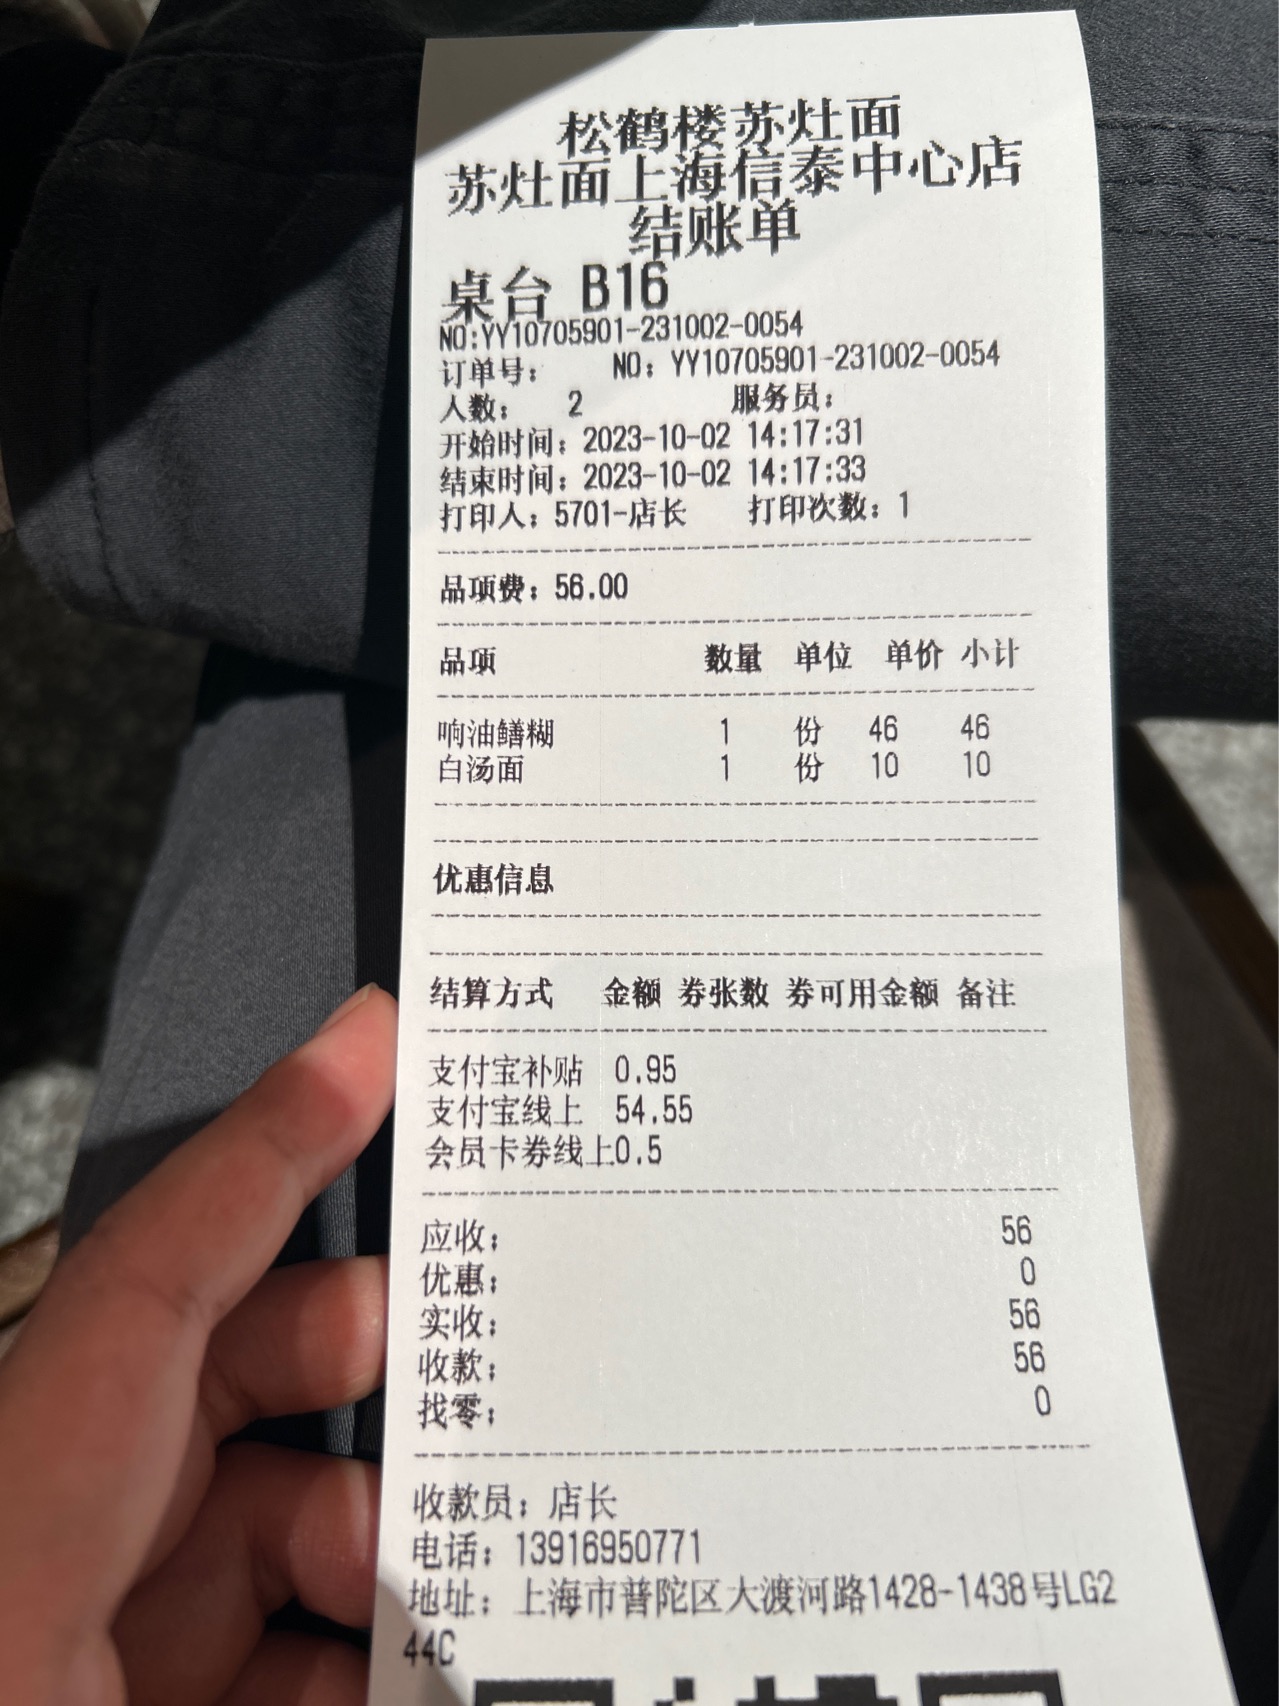 松鹤楼苏灶面
苏灶面上海信泰中心店
结账单
桌台 B16
NO:YY10705901-231002-0054
订单号: NO: YY10705901-231002-0054
人数: 2 服务员:
开始时间: 2023-10-02 14:17:31
结束时间: 2023-10-02 14:17:33
打印人: 5701-店长 打印次数: 1
品项费: 56.00
品项 数量 单位 单价 小计
响油鳝糊 1 份 46 46
白汤面 1 份 10 10
优惠信息
结算方式 金额 券张数 券可用金额 备注
支付宝补贴 0.95
支付宝线上 54.55
会员卡券线上0.5
应收: 56
优惠: 0
实收: 56
收款: 56
找零: 0
收款员: 店长
电话: 13916950771
地址: 上海市普陀区大渡河路1428-1438号LG2
44C